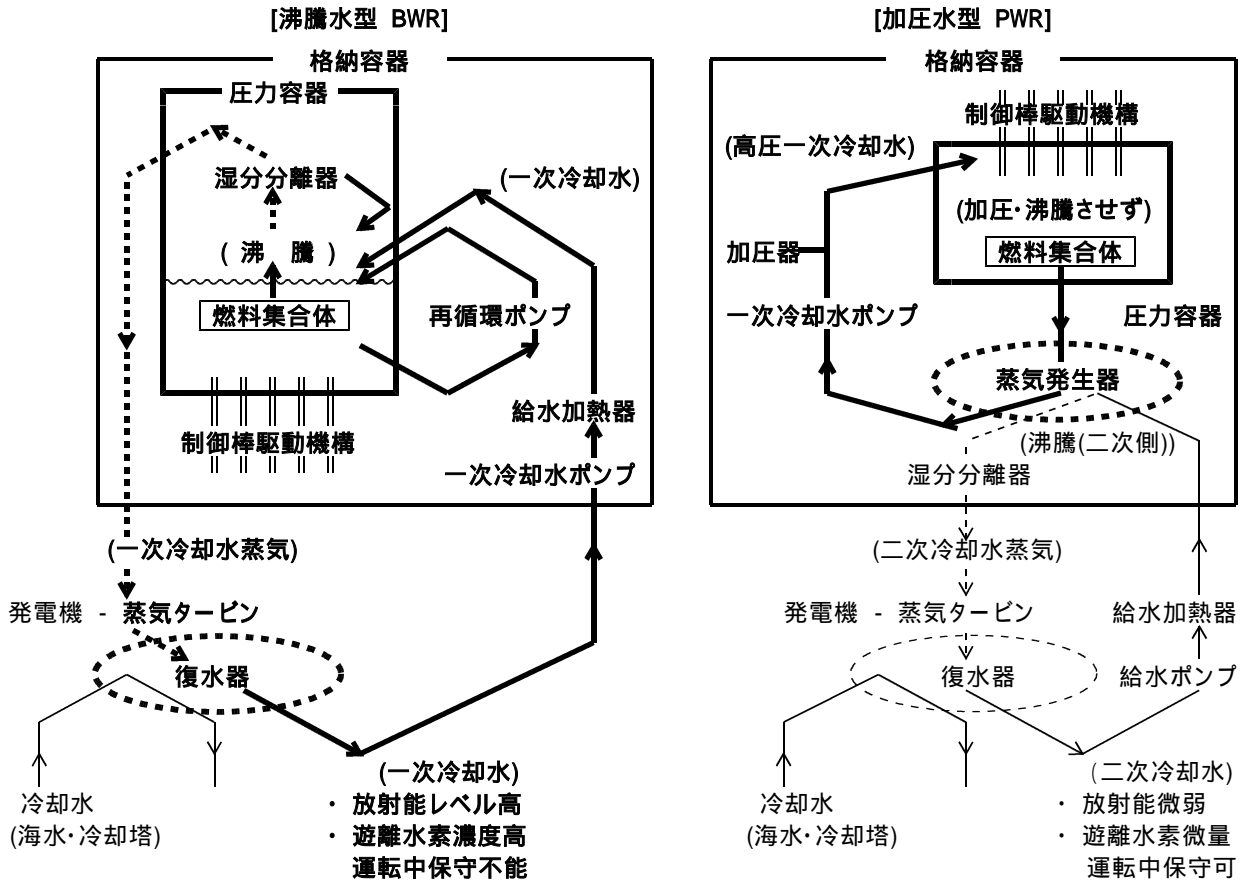 [沸騰水型 BWR]
格納容器
圧力容器
湿分分離器
(一次冷却水)
( 沸 騰 )
燃料集合体
再循環ポンプ
給水加熱器
制御棒駆動機構
一次冷却水ポンプ
(一次冷却水蒸気)
発電機 - 蒸気タービン
復水器
(一次冷却水)
冷却水
(海水・冷却塔)
・ 放射能レベル高
・ 遊離水素濃度高
運転中保守不能
[加圧水型 PWR]
格納容器
制御棒駆動機構
(高圧一次冷却水)
(加圧・沸騰させず)
加圧器
燃料集合体
一次冷却水ポンプ
圧力容器
蒸気発生器
(沸騰(二次側))
湿分分離器
(二次冷却水蒸気)
発電機 - 蒸気タービン
給水加熱器
復水器
給水ポンプ
(二次冷却水)
冷却水
(海水・冷却塔)
・ 放射能微弱
・ 遊離水素微量
運転中保守可